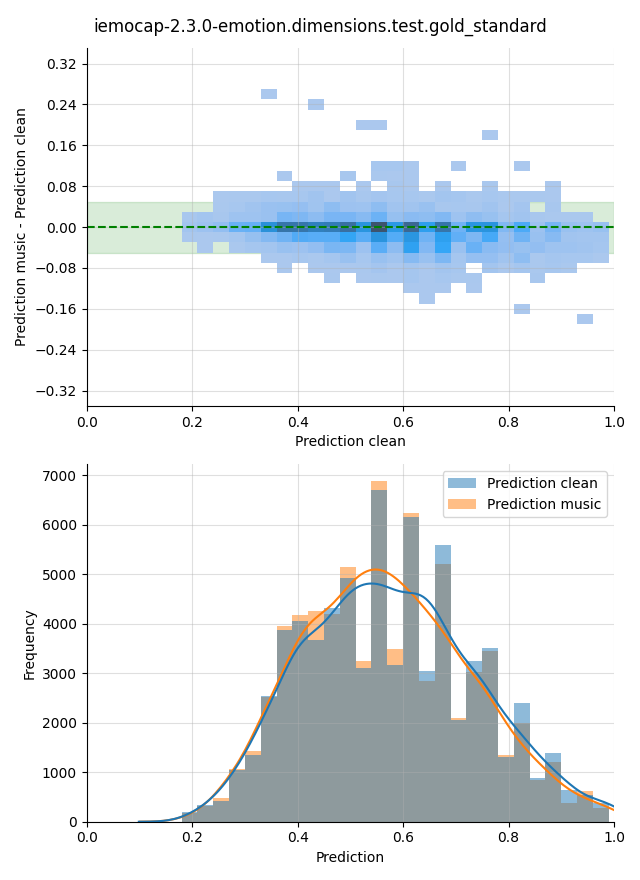 iemocap-2.3.0-emotion.dimensions.test.gold_standard
0.32
0.24
0.16
0.08
0.00
−0.08
−0.16
−0.24
−0.32
Prediction music - Prediction clean
0.0 0.2 0.4 0.6 0.8 1.0
Prediction clean
7000
6000
5000
4000
3000
2000
1000
0
Frequency
Prediction clean
Prediction music
0.0 0.2 0.4 0.6 0.8 1.0
Prediction